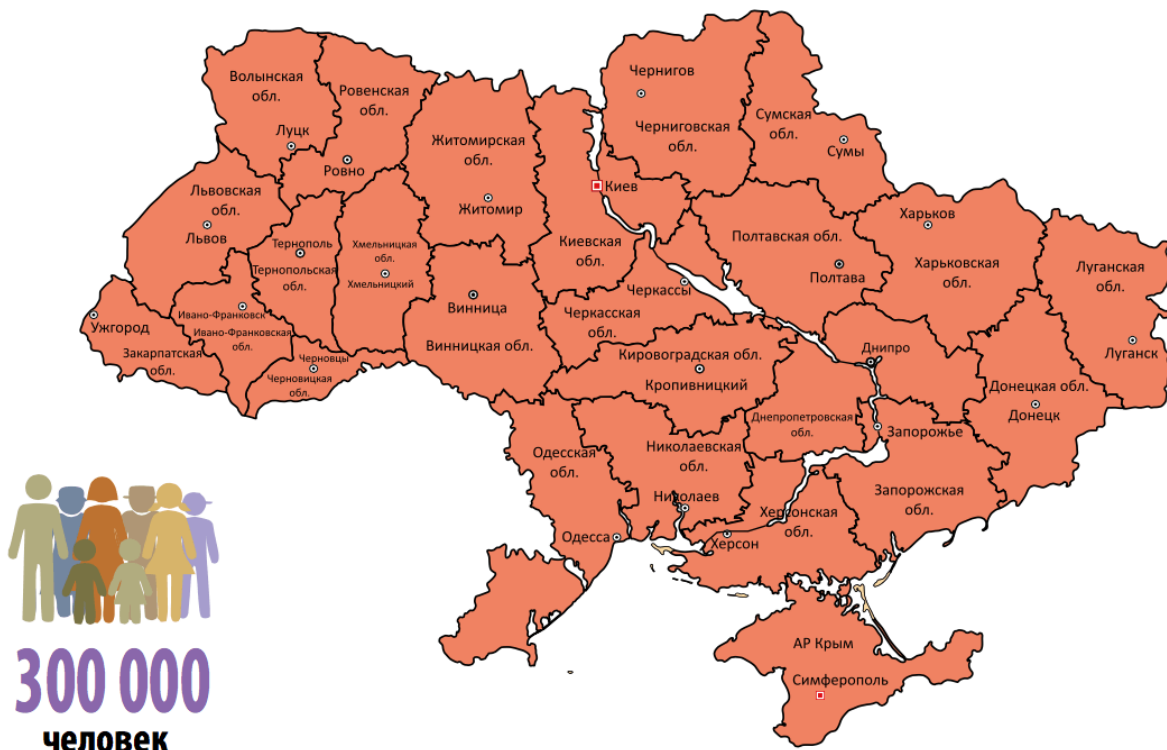 Волынская
обл.
Луцк
Ровенская
обл.
Ровно
Житомирская
обл.
Житомир
Чернигов
Черниговская
обл.
Сумская
обл.
Сумы
Киев
Киевская
обл.
Львовская
обл.
Львов
Тернополь
Тернопольская
обл.
Хмельницкая
обл.
Хмельницкий
Винница
Винницкая обл.
Черкассы
Черкасская
обл.
Полтавская обл.
Полтава
Харьков
Харьковская
обл.
Луганская
обл.
Луганск
Ужгород
Закарпатская
обл.
Ивано-Франковск
Ивано-Франковская
обл.
Черновцы
Черновицкая обл.
Кировоградская обл.
Кропивницкий
Днипро
Днепропетровская
обл.
Донецкая обл.
Донецк
Запорожье
Запорожская
обл.
Одесская
обл.
Одесса
Николаевская
обл.
Николаев
Херсонская
обл.
Херсон
АР Крым
Симферополь
300 000
человек